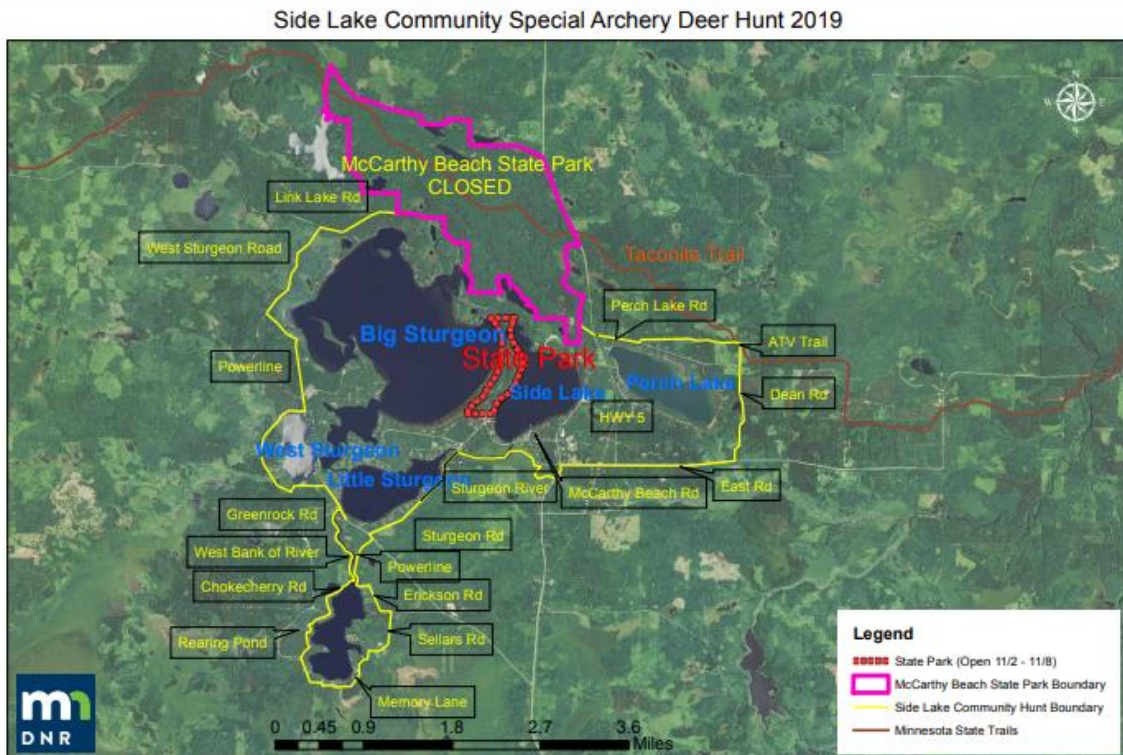 Side Lake Community Special Archery Deer Hunt 2019
N
W E
S
McCarthy Beach State Park
CLOSED
Link Lake Rd
West Sturgeon Road
Taconite Trail
Perch Lake Rd
Big Sturgeon
State Park
ATV Trail
Powerline
Perch Lake
Side Lake
Dean Rd
HWY 5
West Sturgeon
Little Sturgeon
Sturgeon River
McCarthy Beach Rd
East Rd
Greenrock Rd
Sturgeon Rd
West Bank of River
Powerline
Chokecherry Rd
Erickson Rd
Rearing Pond
Sellars Rd
Memory Lane
Legend
State Park (Open 11/2 - 11/8)
McCarthy Beach State Park Boundary
Side Lake Community Hunt Boundary
Minnesota State Trails
0 0.45 0.9 1.8 2.7 3.6
Miles
mn
DNR